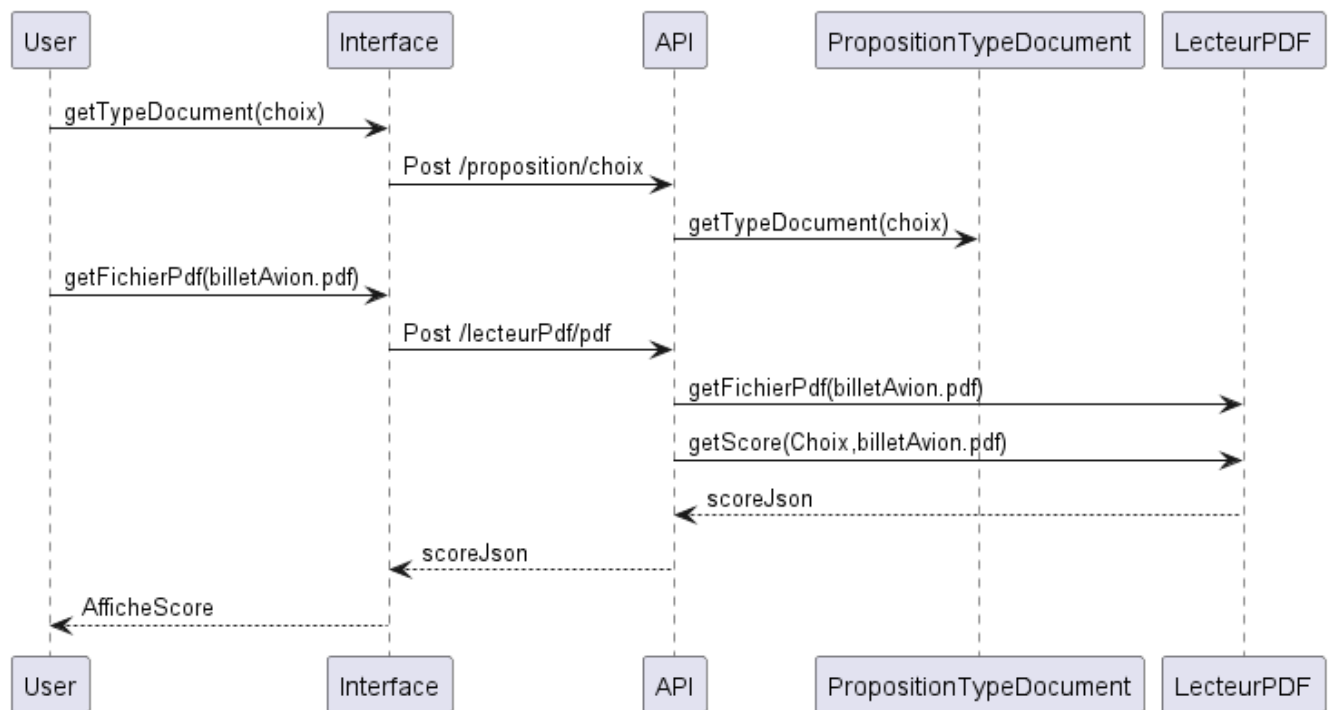 User Interface API PropositionTypeDocument LecteurPDF
getTypeDocument(choix)
Post /proposition/choix
getTypeDocument(choix)
getFichierPdf(billetAvion.pdf)
Post /lecteurPdf/pdf
getFichierPdf(billetAvion.pdf)
getScore(Choix,billetAvion.pdf)
scoreJson
scoreJson
AfficheScore
User Interface API PropositionTypeDocument LecteurPDF